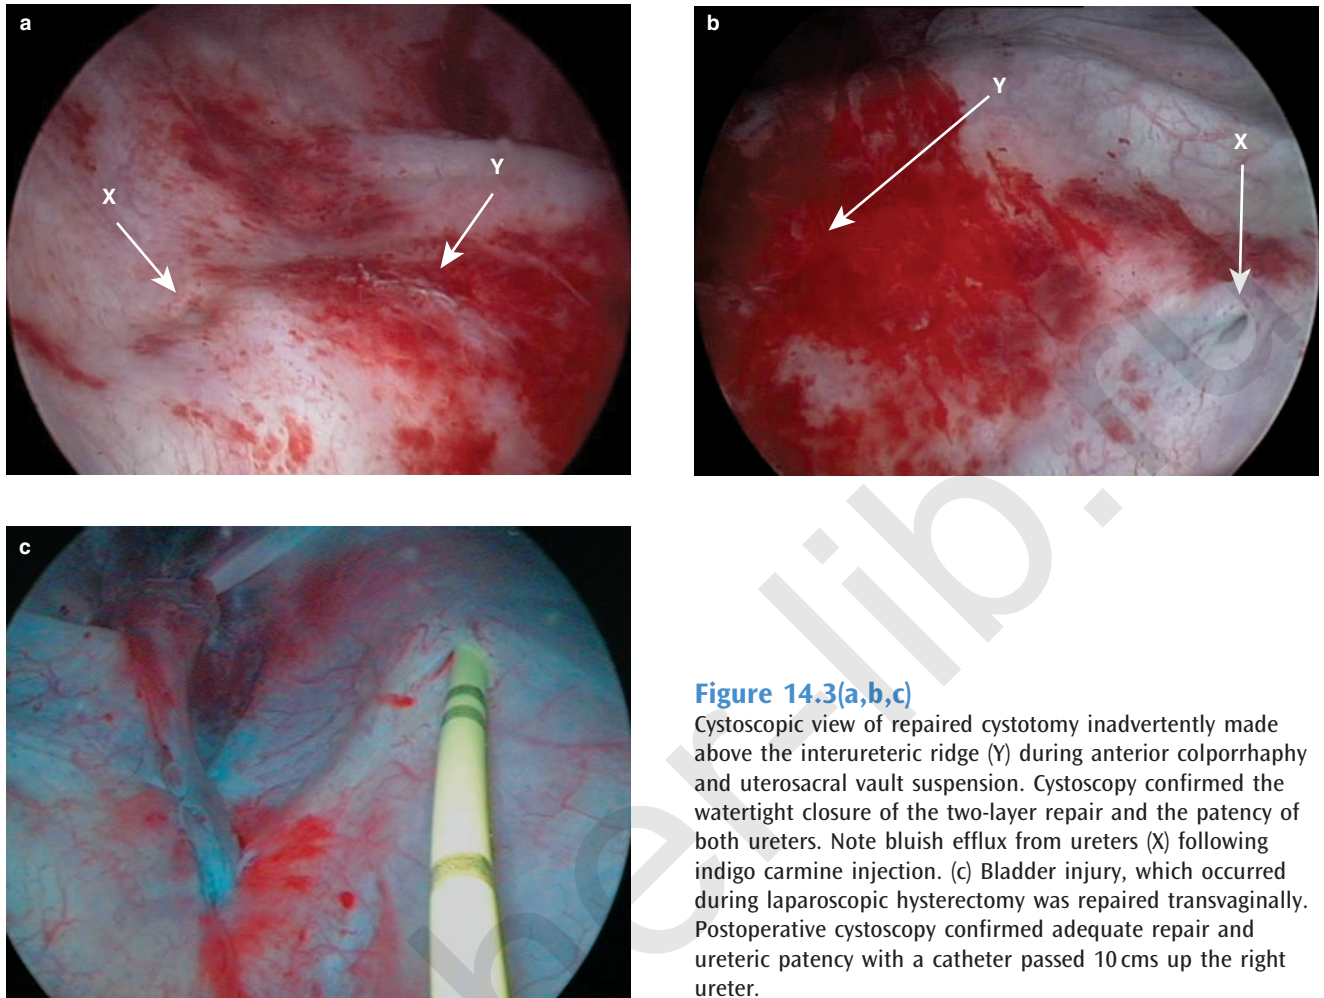 a
X
Y
b
Y
X
c
Figure 14.3(a,b,c)
Cystoscopic view of repaired cystotomy inadvertently made
above the interureteric ridge (Y) during anterior colporrhaphy
and uterosacral vault suspension. Cystoscopy confirmed the
watertight closure of the two-layer repair and the patency of
both ureters. Note bluish efflux from ureters (X) following
indigo carmine injection. (c) Bladder injury, which occurred
during laparoscopic hysterectomy was repaired transvaginally.
Postoperative cystoscopy confirmed adequate repair and
ureteric patency with a catheter passed 10 cms up the right
ureter.